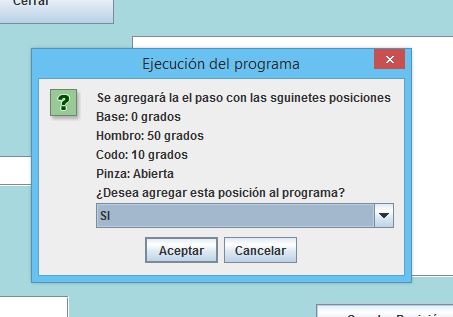 Cerrar
Ejecución del programa
Se agregará la el paso con las sguinetes posiciones
Base: 0 grados
Hombro: 50 grados
Codo: 10 grados
Pinza: Abierta
¿Desea agregar esta posición al programa?
SI
Aceptar Cancelar